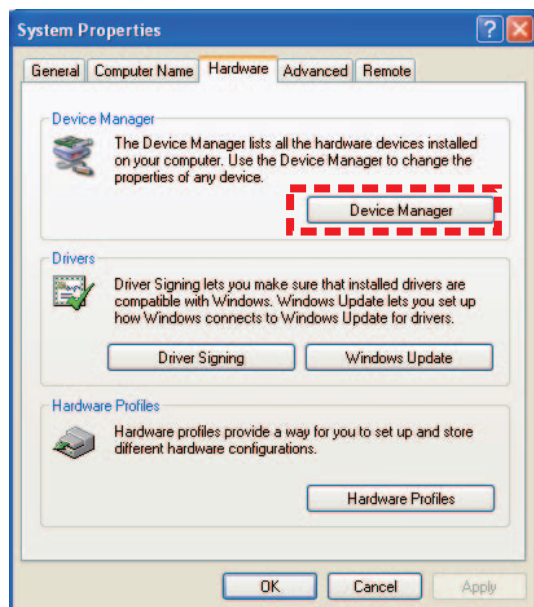 System Properties
General Computer Name Hardware Advanced Remote
Device Manager
The Device Manager lists all the hardware devices installed
on your computer. Use the Device Manager to change the
properties of any device.
Device Manager
Drivers
Driver Signing lets you make sure that installed drivers are
compatible with Windows. Windows Update lets you set up
how Windows connects to Windows Update for drivers.
Driver Signing Windows Update
Hardware Profiles
Hardware profiles provide a way for you to set up and store
different hardware configurations.
Hardware Profiles
OK Cancel Apply